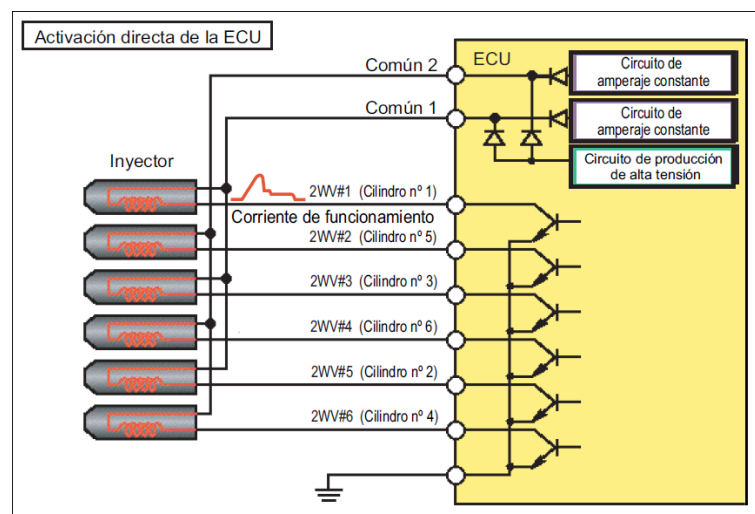 Activación directa de la ECU
ECU
Común 2
Circuito de
amperaje constante
Común 1
Circuito de
amperaje constante
Circuito de producción
de alta tensión
Inyector
2WV#1 (Cilindro nº 1)
Corriente de funcionamiento
2WV#2 (Cilindro nº 5)
2WV#3 (Cilindro nº 3)
2WV#4 (Cilindro nº 6)
2WV#5 (Cilindro nº 2)
2WV#6 (Cilindro nº 4)